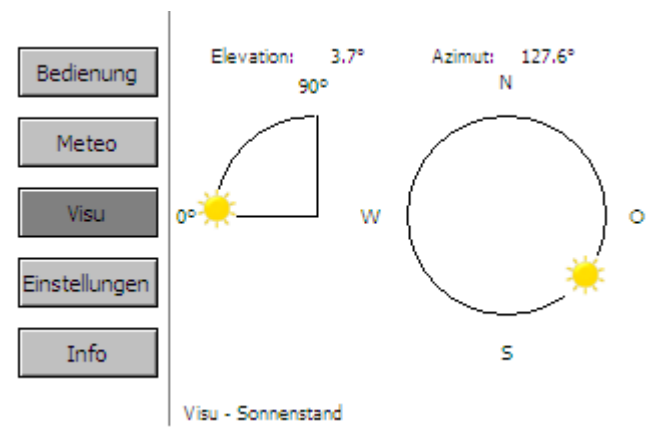 Bedienung
Meteo
Visu
Einstellungen
Info
Elevation: 3.7° Azimut: 127.6°
90° N
0° W O
S
Visu - Sonnenstand